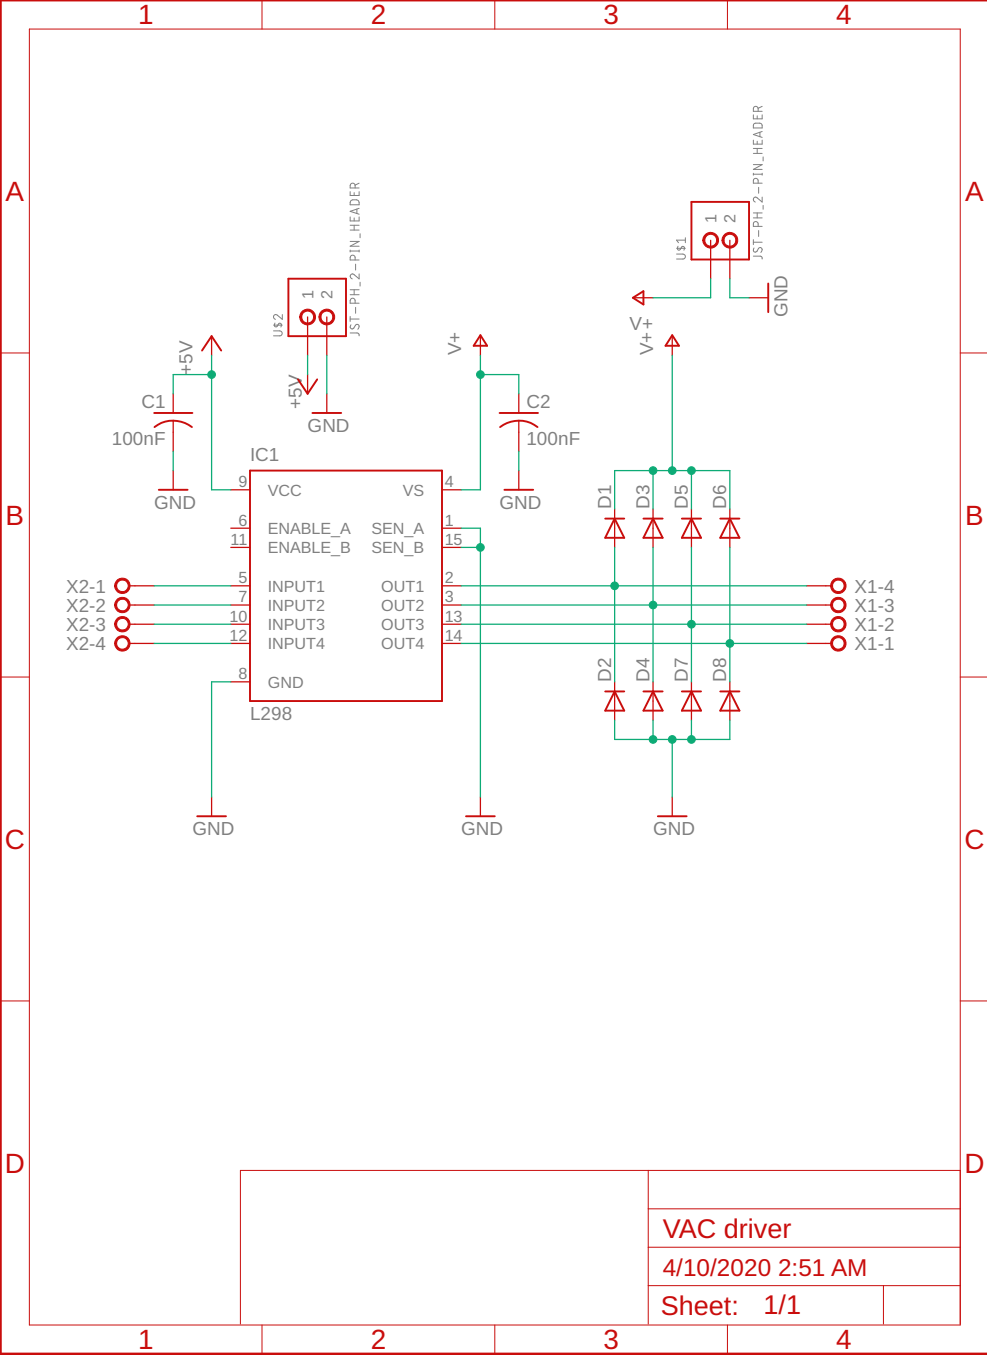 1 2 3 4
A A
JST-PH_2-PIN_HEADER
1 2
U$1
GND
V+
JST-PH_2-PIN_HEADER
1 2
U$2
+5V
GND
+5V
V+
V+
C1
100nF
GND
C2
100nF
GND
B B
IC1
9 VCC VS 4
6 ENABLE_A SEN_A 1
11 ENABLE_B SEN_B 15
X2-1 5 INPUT1 OUT1 2 X1-4
X2-2 7 INPUT2 OUT2 3 X1-3
X2-3 10 INPUT3 OUT3 13 X1-2
X2-4 12 INPUT4 OUT4 14 X1-1
8 GND
L298
D1 D3 D5 D6
D2 D4 D7 D8
GND GND GND
C C
D D
VAC driver
4/10/2020 2:51 AM
Sheet: 1/1
1 2 3 4